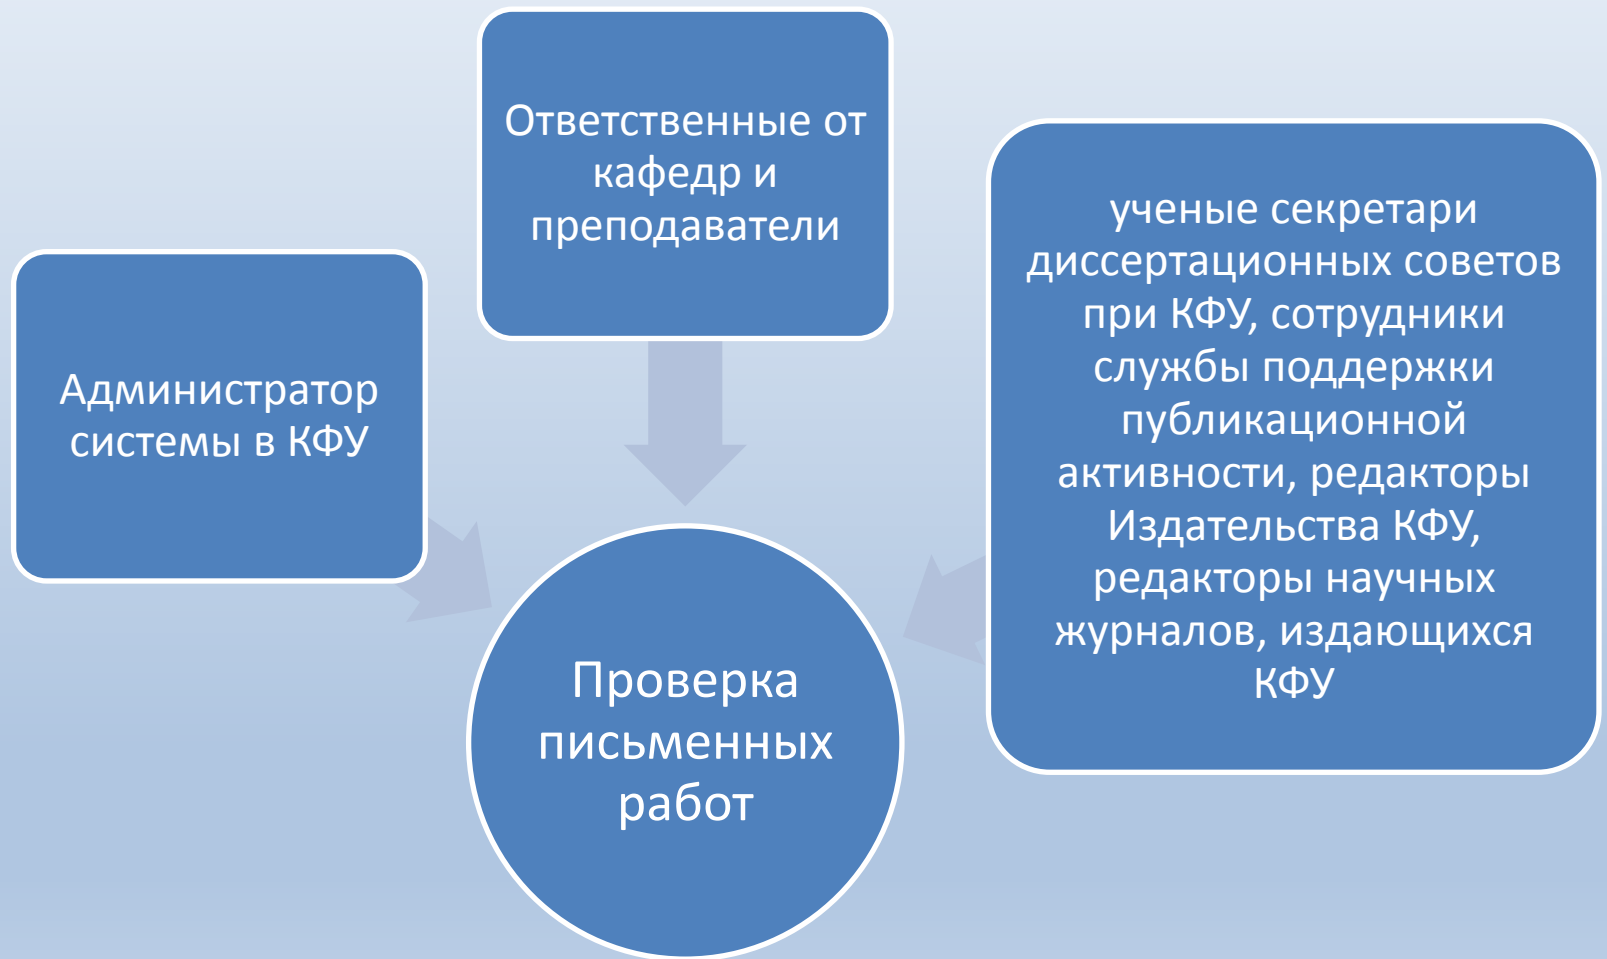 Ответственные от
кафедр и
преподаватели
Администратор
системы в КФУ
ученые секретари
диссертационных советов
при КФУ, сотрудники
службы поддержки
публикационной
активности, редакторы
Издательства КФУ,
редакторы научных
журналов, издающихся
КФУ
Проверка
письменных
работ